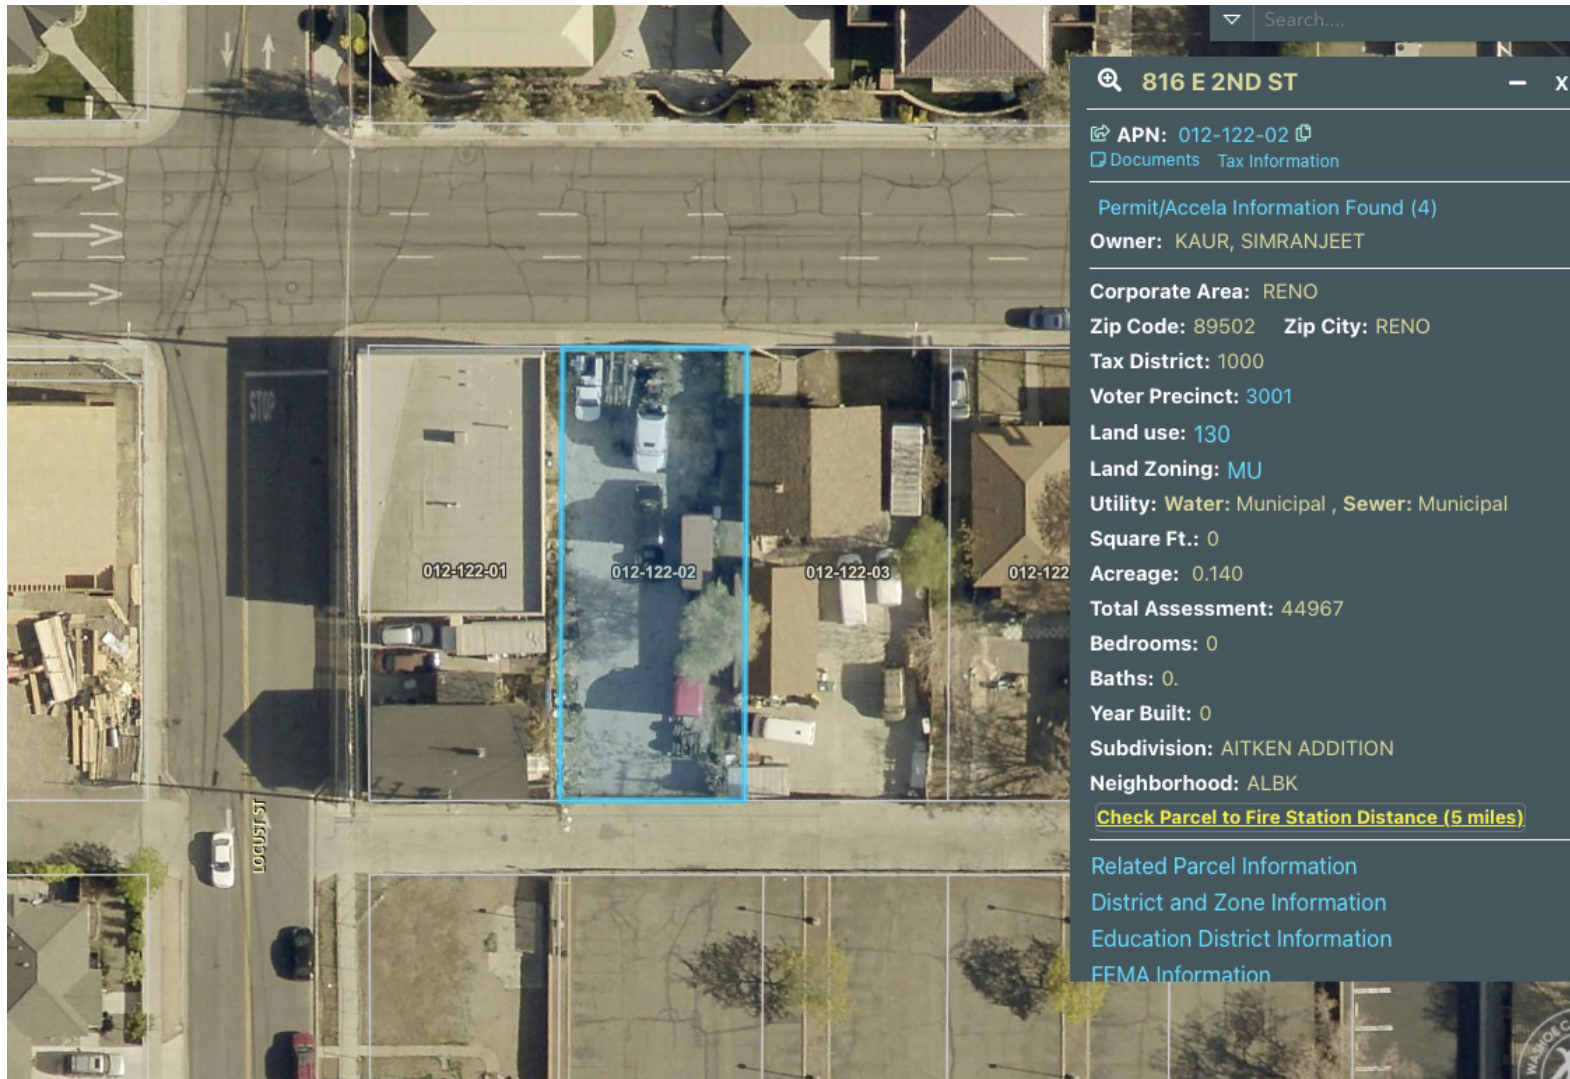 Search....
816 E 2ND ST
X
APN: 012-122-02
Documents Tax Information
Permit/Accela Information Found (4)
Owner: KAUR, SIMRANJEET
Corporate Area: RENO
Zip Code: 89502 Zip City: RENO
Tax District: 1000
Voter Precinct: 3001
Land use: 130
Land Zoning: MU
Utility: Water: Municipal , Sewer: Municipal
Square Ft.: 0
Acreage: 0.140
Total Assessment: 44967
Bedrooms: 0
Baths: 0.
Year Built: 0
Subdivision: AITKEN ADDITION
Neighborhood: ALBK
Check Parcel to Fire Station Distance (5 miles)
Related Parcel Information
District and Zone Information
Education District Information
FEMA Information
STOP
012-122-01
012-122-02
012-122-03
012-122
LOCUST ST
WASHOE C